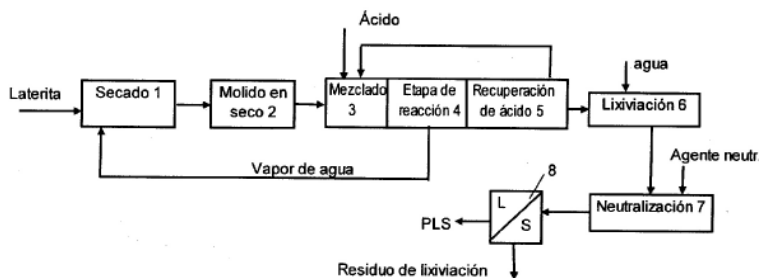 Ácido
Laterita
Secado 1
Molido en
seco 2
Mezclado
3
Etapa de
reacción 4
Recuperación
de ácido 5
agua
Lixiviación 6
Vapor de agua
Agente neutr.
8
L
S
PLS
Neutralización 7
Residuo de lixiviación